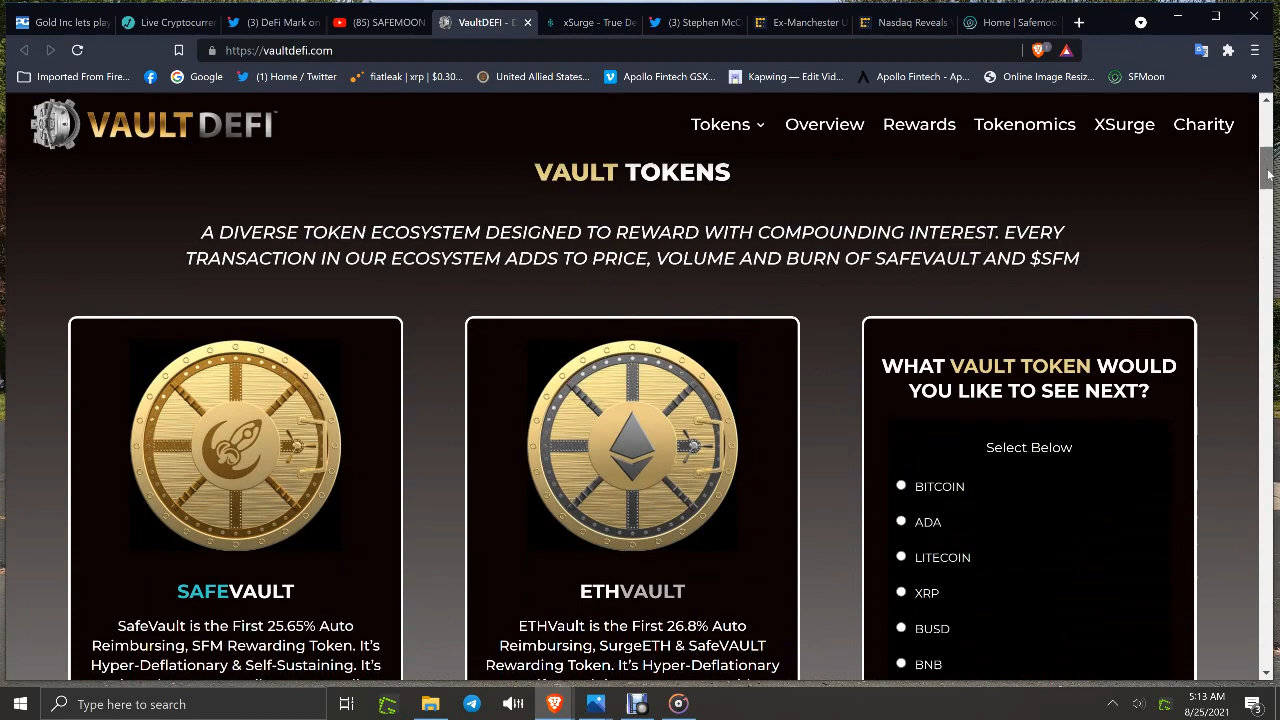 Gold Inc lets play
Live Cryptocurren
(3) DeFi Mark on
(85) SAFEMOON
VaultDEFI - D
xSurge - True De
(3) Stephen McC
Ex-Manchester U
Nasdaq Reveals
Home | Safemoo
https://vaultdefi.com
1
Imported From Fire...
Google
(1) Home / Twitter
fiatleak | xrp | $0.30...
United Allied States...
Apollo Fintech GSX...
Kapwing — Edit Vid...
Apollo Fintech - Ap...
Online Image Resiz...
SFMoon
VAULT DEFI
Tokens
Overview
Rewards
Tokenomics
XSurge
Charity
VAULT TOKENS
A DIVERSE TOKEN ECOSYSTEM DESIGNED TO REWARD WITH COMPOUNDING INTEREST. EVERY
TRANSACTION IN OUR ECOSYSTEM ADDS TO PRICE, VOLUME AND BURN OF SAFEVAULT AND $SFM
SAFEVAULT
SafeVault is the First 25.65% Auto
Reimbursing, SFM Rewarding Token. It's
Hyper-Deflationary & Self-Sustaining. It's
ETHVAULT
ETHVault is the First 26.8% Auto
Reimbursing, SurgeETH & SafeVAULT
Rewarding Token. It's Hyper-Deflationary
WHAT VAULT TOKEN WOULD
YOU LIKE TO SEE NEXT?
Select Below
BITCOIN
ADA
LITECOIN
XRP
BUSD
BNB
Type here to search
5:13 AM
8/25/2021